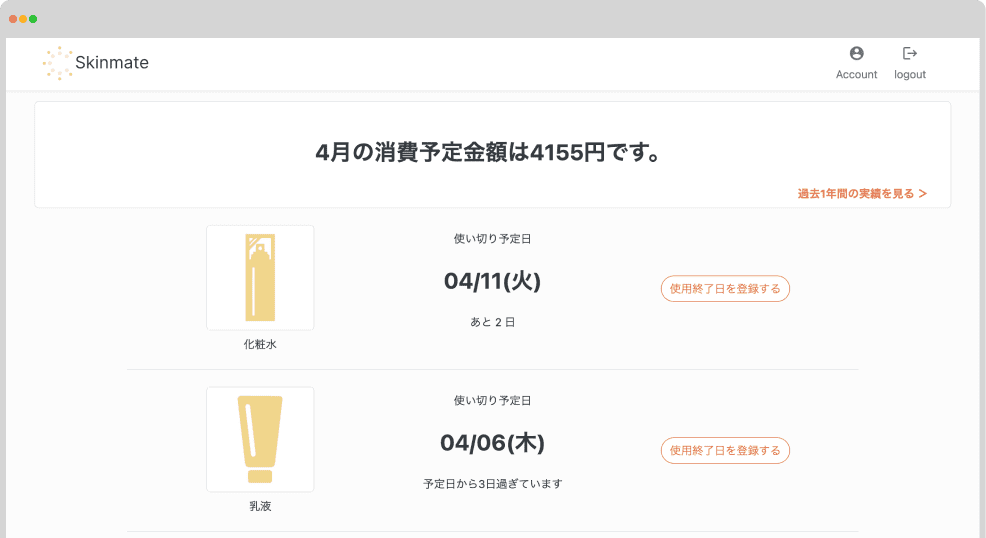 Skinmate
Account
logout
4月の消費予定金額は4155円です。
過去1年間の実績を見る >
使い切り予定日
04/11(火)
あと 2 日
使用終了日を登録する
化粧水
使い切り予定日
04/06(木)
予定日から3日過ぎています
使用終了日を登録する
乳液